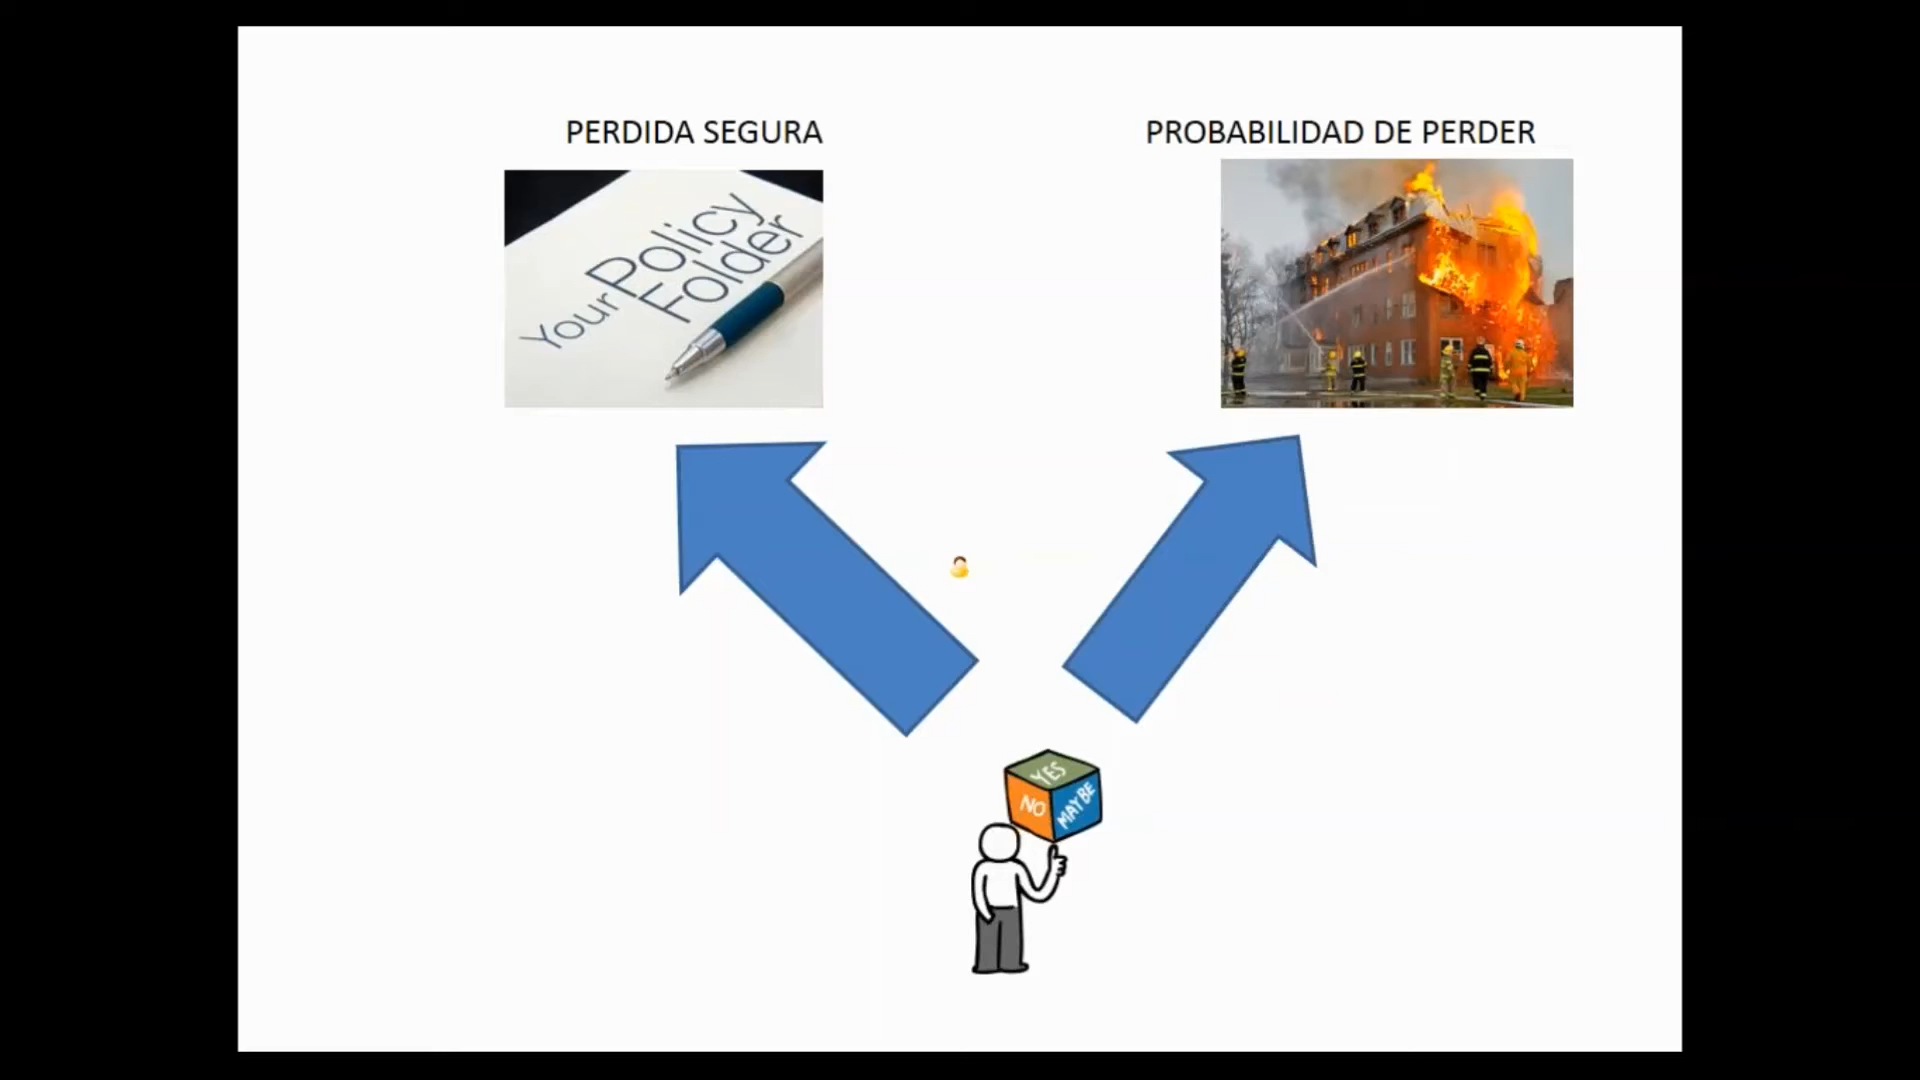 PERDIDA SEGURA
PROBABILIDAD DE PERDER
Your Policy
Folder
YES
NO
MAYBE